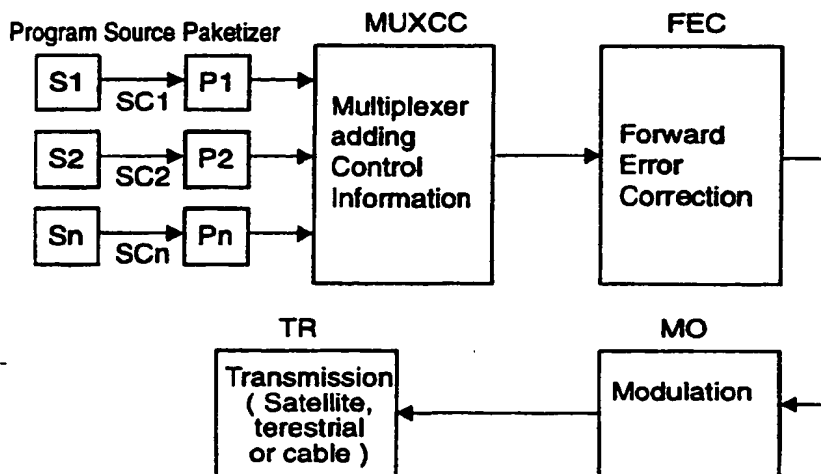 Program Source Paketizer
MUXCC
FEC
S1
SC1
P1
S2
SC2
P2
Sn
SCn
Pn
Multiplexer
adding
Control
Information
Forward
Error
Correction
TR
MO
Transmission
( Satellite,
terestrial
or cable )
Modulation